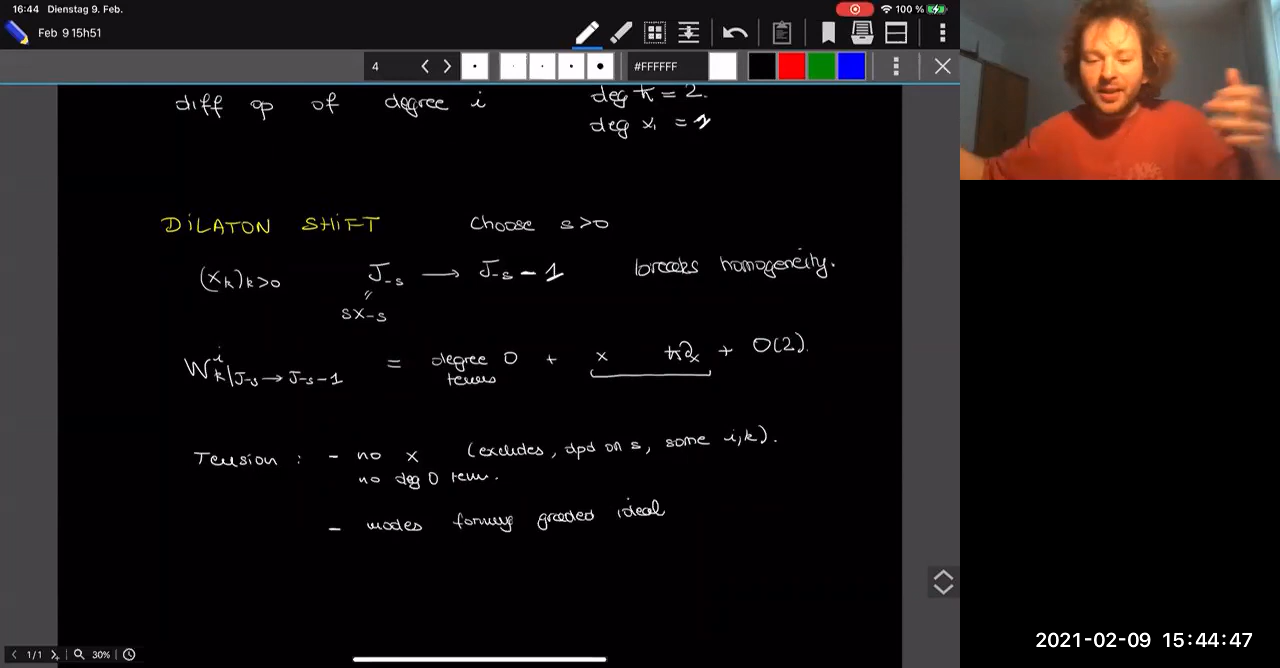 16:44 Dienstag 9. Feb.
100 %
Feb 9 15h51
4
#FFFFFF
diff op of degree i
deg ħ = 2.
deg x₁ = 1
DILATON SHIFT Choose s>0
(xₖ)ₖ>0 J₋ₛ → J₋ₛ − 1 breaks homogeneity.
"
sx₋ₛ
Wⁱₖ|J₋ₛ → J₋ₛ−1 = degree 0 terms + x ħ∂ₓ + O(2).
Tension : - no x (excludes, dpd on s, some i,k).
no deg 0 term.
- modes forming graded ideal
1/1
30%
2021-02-09 15:44:47